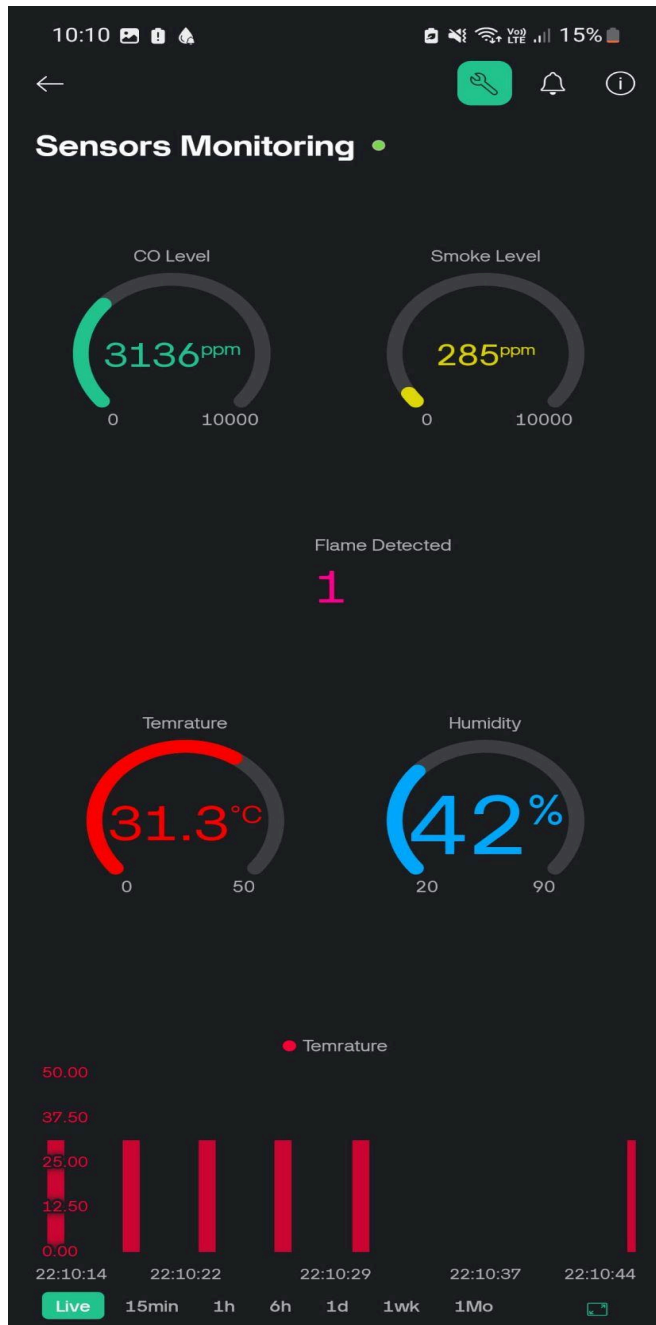 10:10 Vo)) LTE 15%
Sensors Monitoring
CO Level Smoke Level
3136ppm 285ppm
0 10000 0 10000
Flame Detected
1
Temrature Humidity
31.3°C 42%
0 50 20 90
Temrature
50.00
37.50
25.00
12.50
0.00
22:10:14 22:10:22 22:10:29 22:10:37 22:10:44
Live 15min 1h 6h 1d 1wk 1Mo